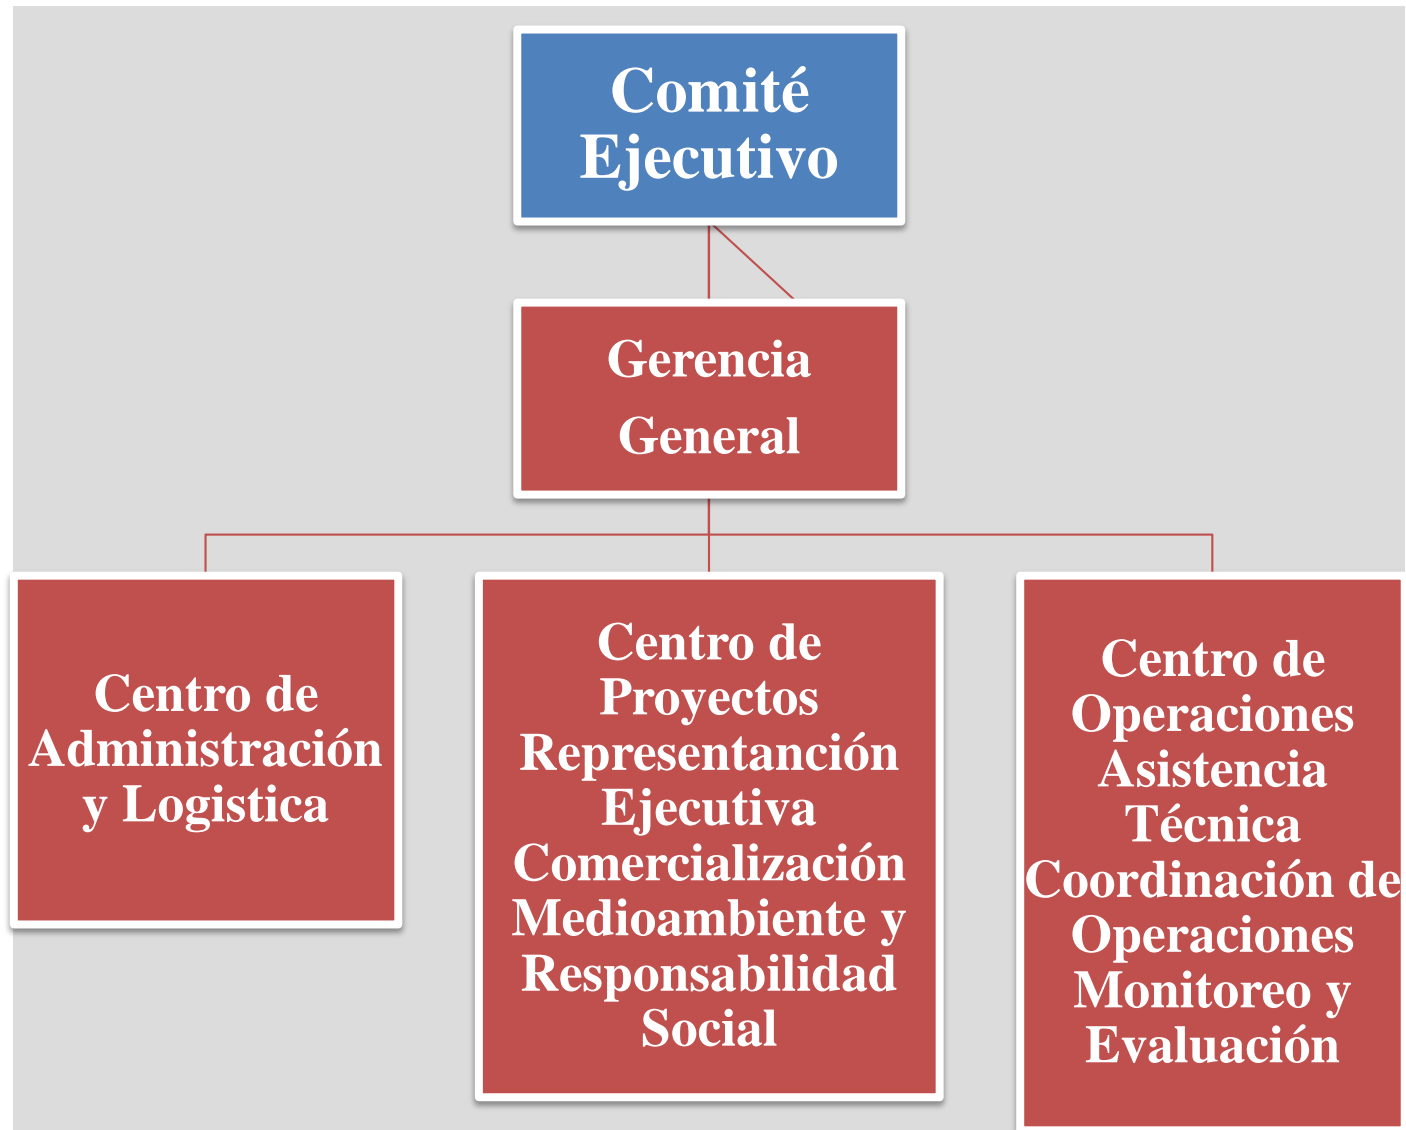 Comité
Ejecutivo
Gerencia
General
Centro de
Administración
y Logistica
Centro de
Proyectos
Representanción
Ejecutiva
Comercialización
Medioambiente y
Responsabilidad
Social
Centro de
Operaciones
Asistencia
Técnica
Coordinación de
Operaciones
Monitoreo y
Evaluación